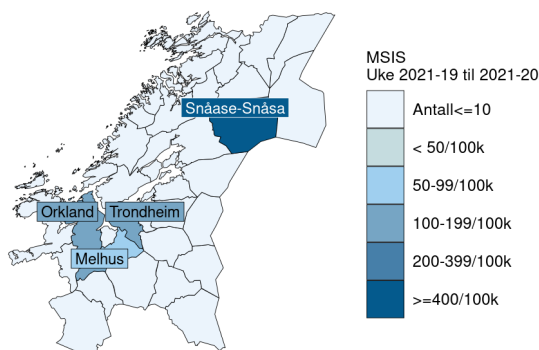 MSIS
Uke 2021-19 til 2021-20
Antall<=10
< 50/100k
50-99/100k
100-199/100k
200-399/100k
>=400/100k
Snåase-Snåsa
Orkland
Trondheim
Melhus